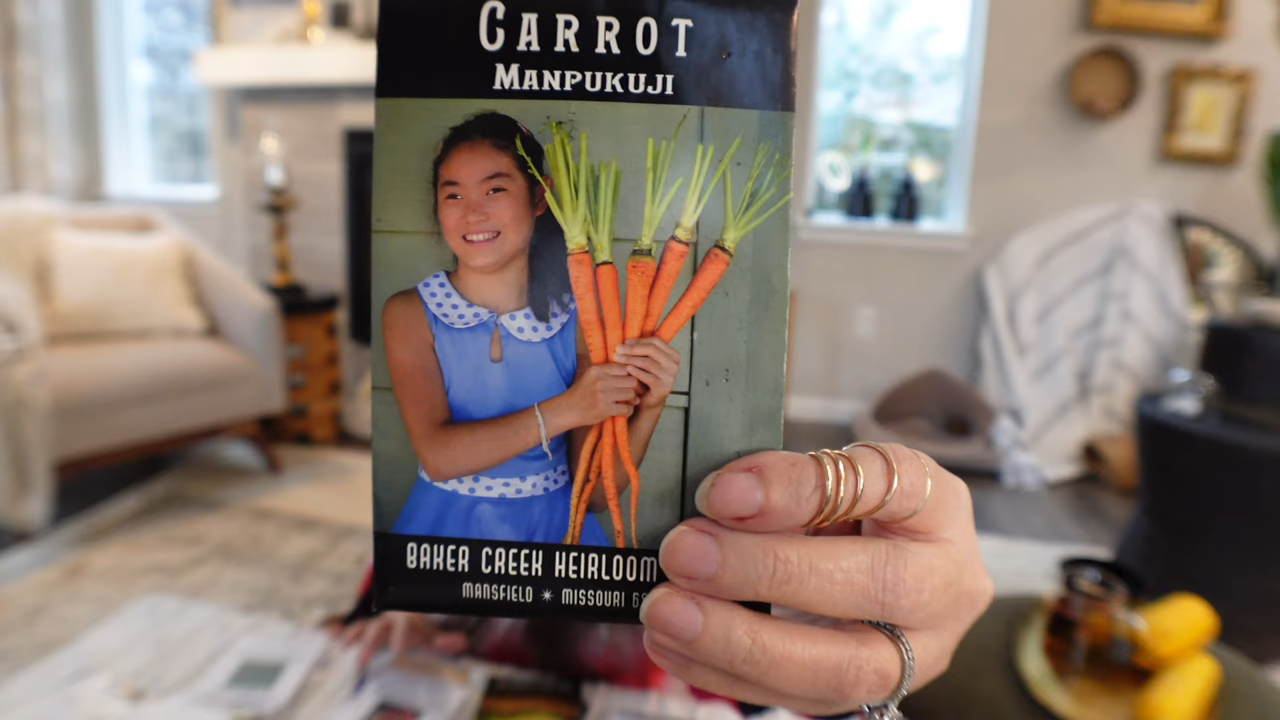 CARROT
MANPUKUJI
BAKER CREEK HEIRLOOM
MANSFIELD ✷ MISSOURI